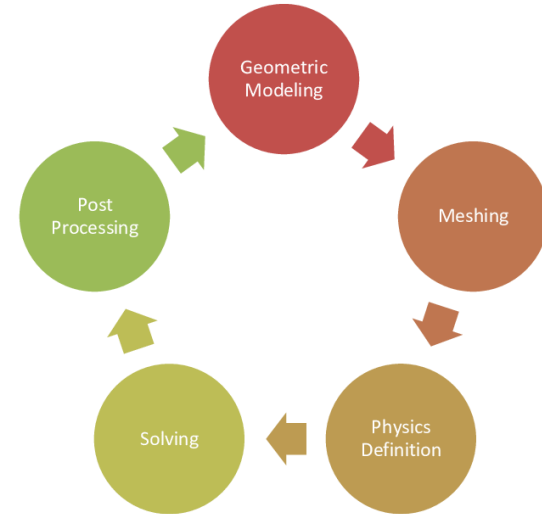 Geometric
Modeling
Meshing
Physics
Definition
Solving
Post
Processing